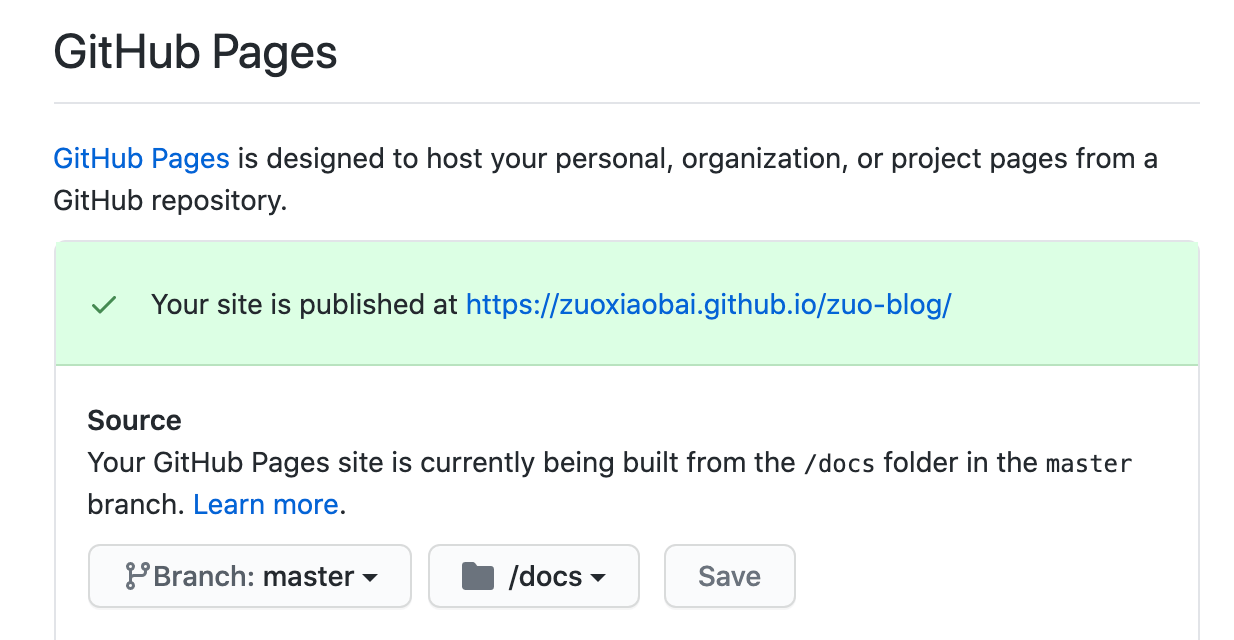 GitHub Pages
GitHub Pages is designed to host your personal, organization, or project pages from a
GitHub repository.
Your site is published at https://zuoxiaobai.github.io/zuo-blog/
Source
Your GitHub Pages site is currently being built from the /docs folder in the master
branch. Learn more.
Branch: master /docs Save